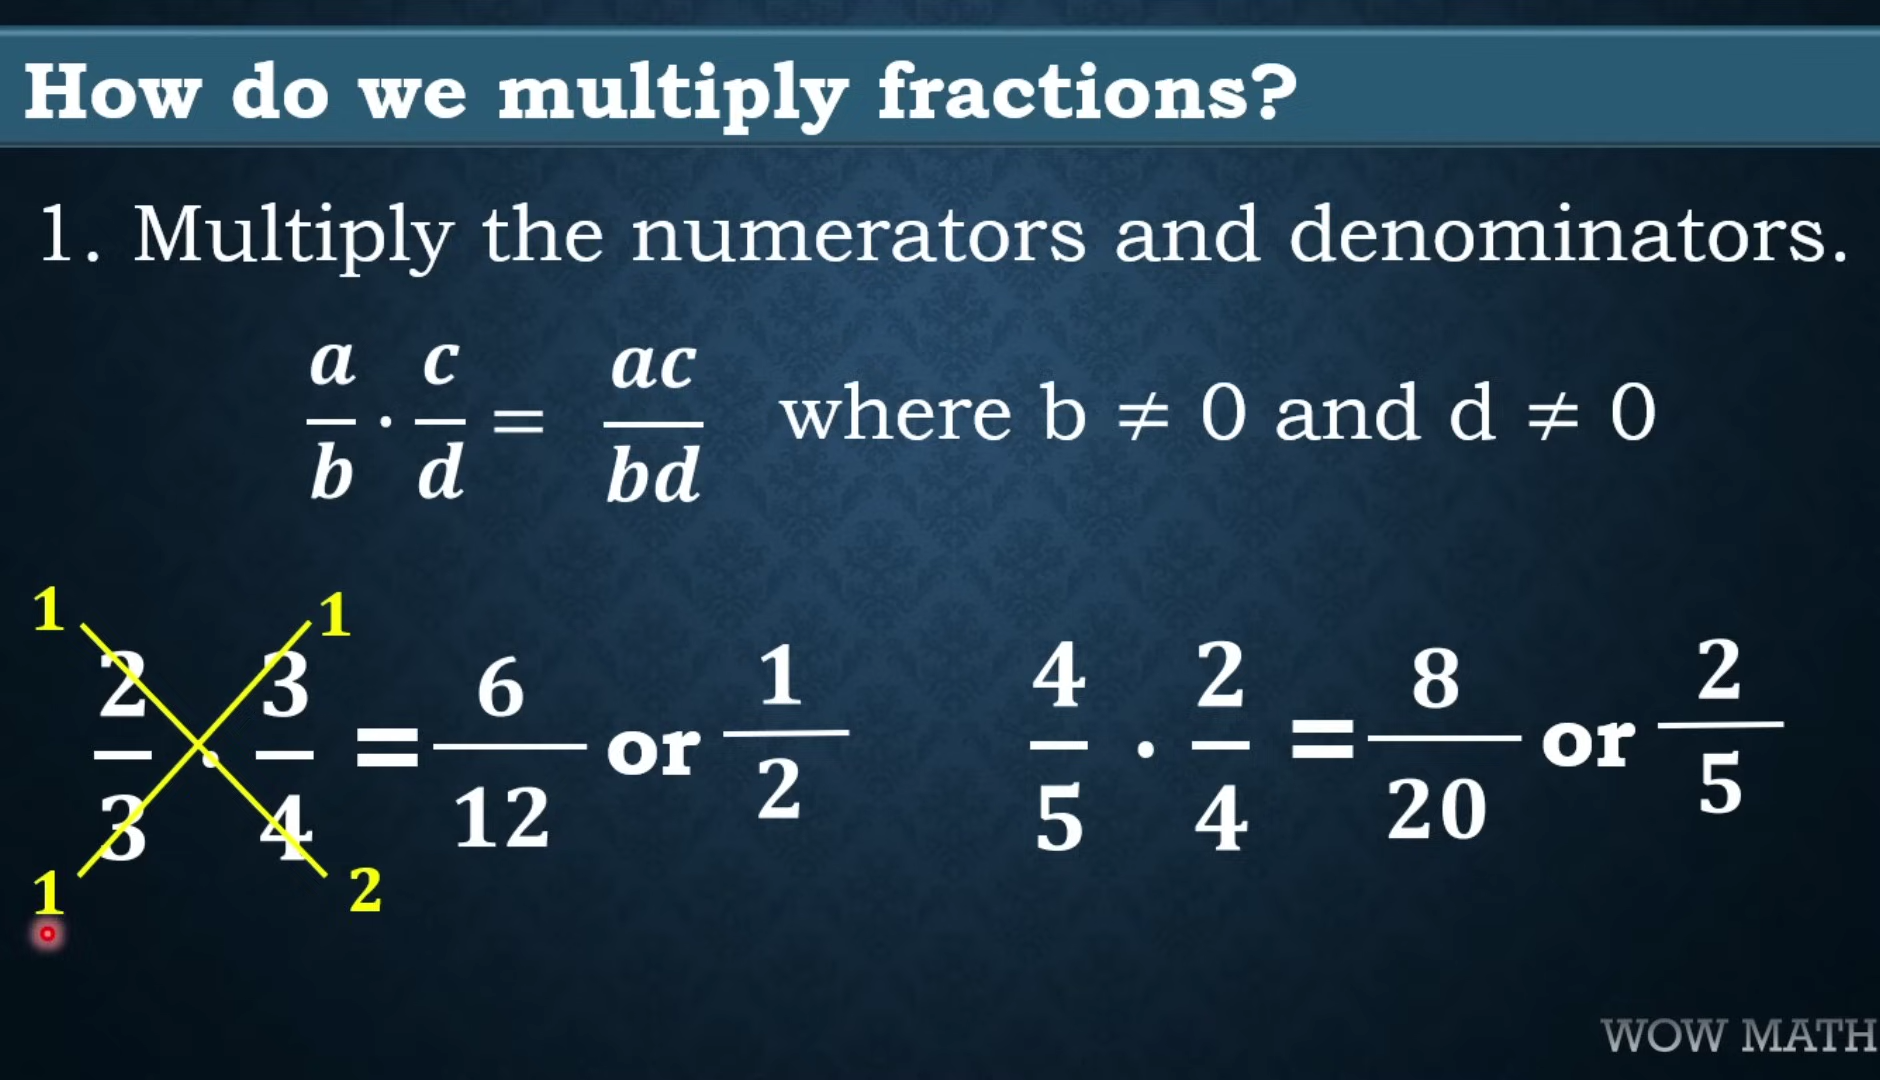 How do we multiply fractions?
1. Multiply the numerators and denominators.
a/b · c/d = ac/bd where b ≠ 0 and d ≠ 0
1 1
2/3 · 3/4 = 6/12 or 1/2
1 2
4/5 · 2/4 = 8/20 or 2/5
WOW MATH